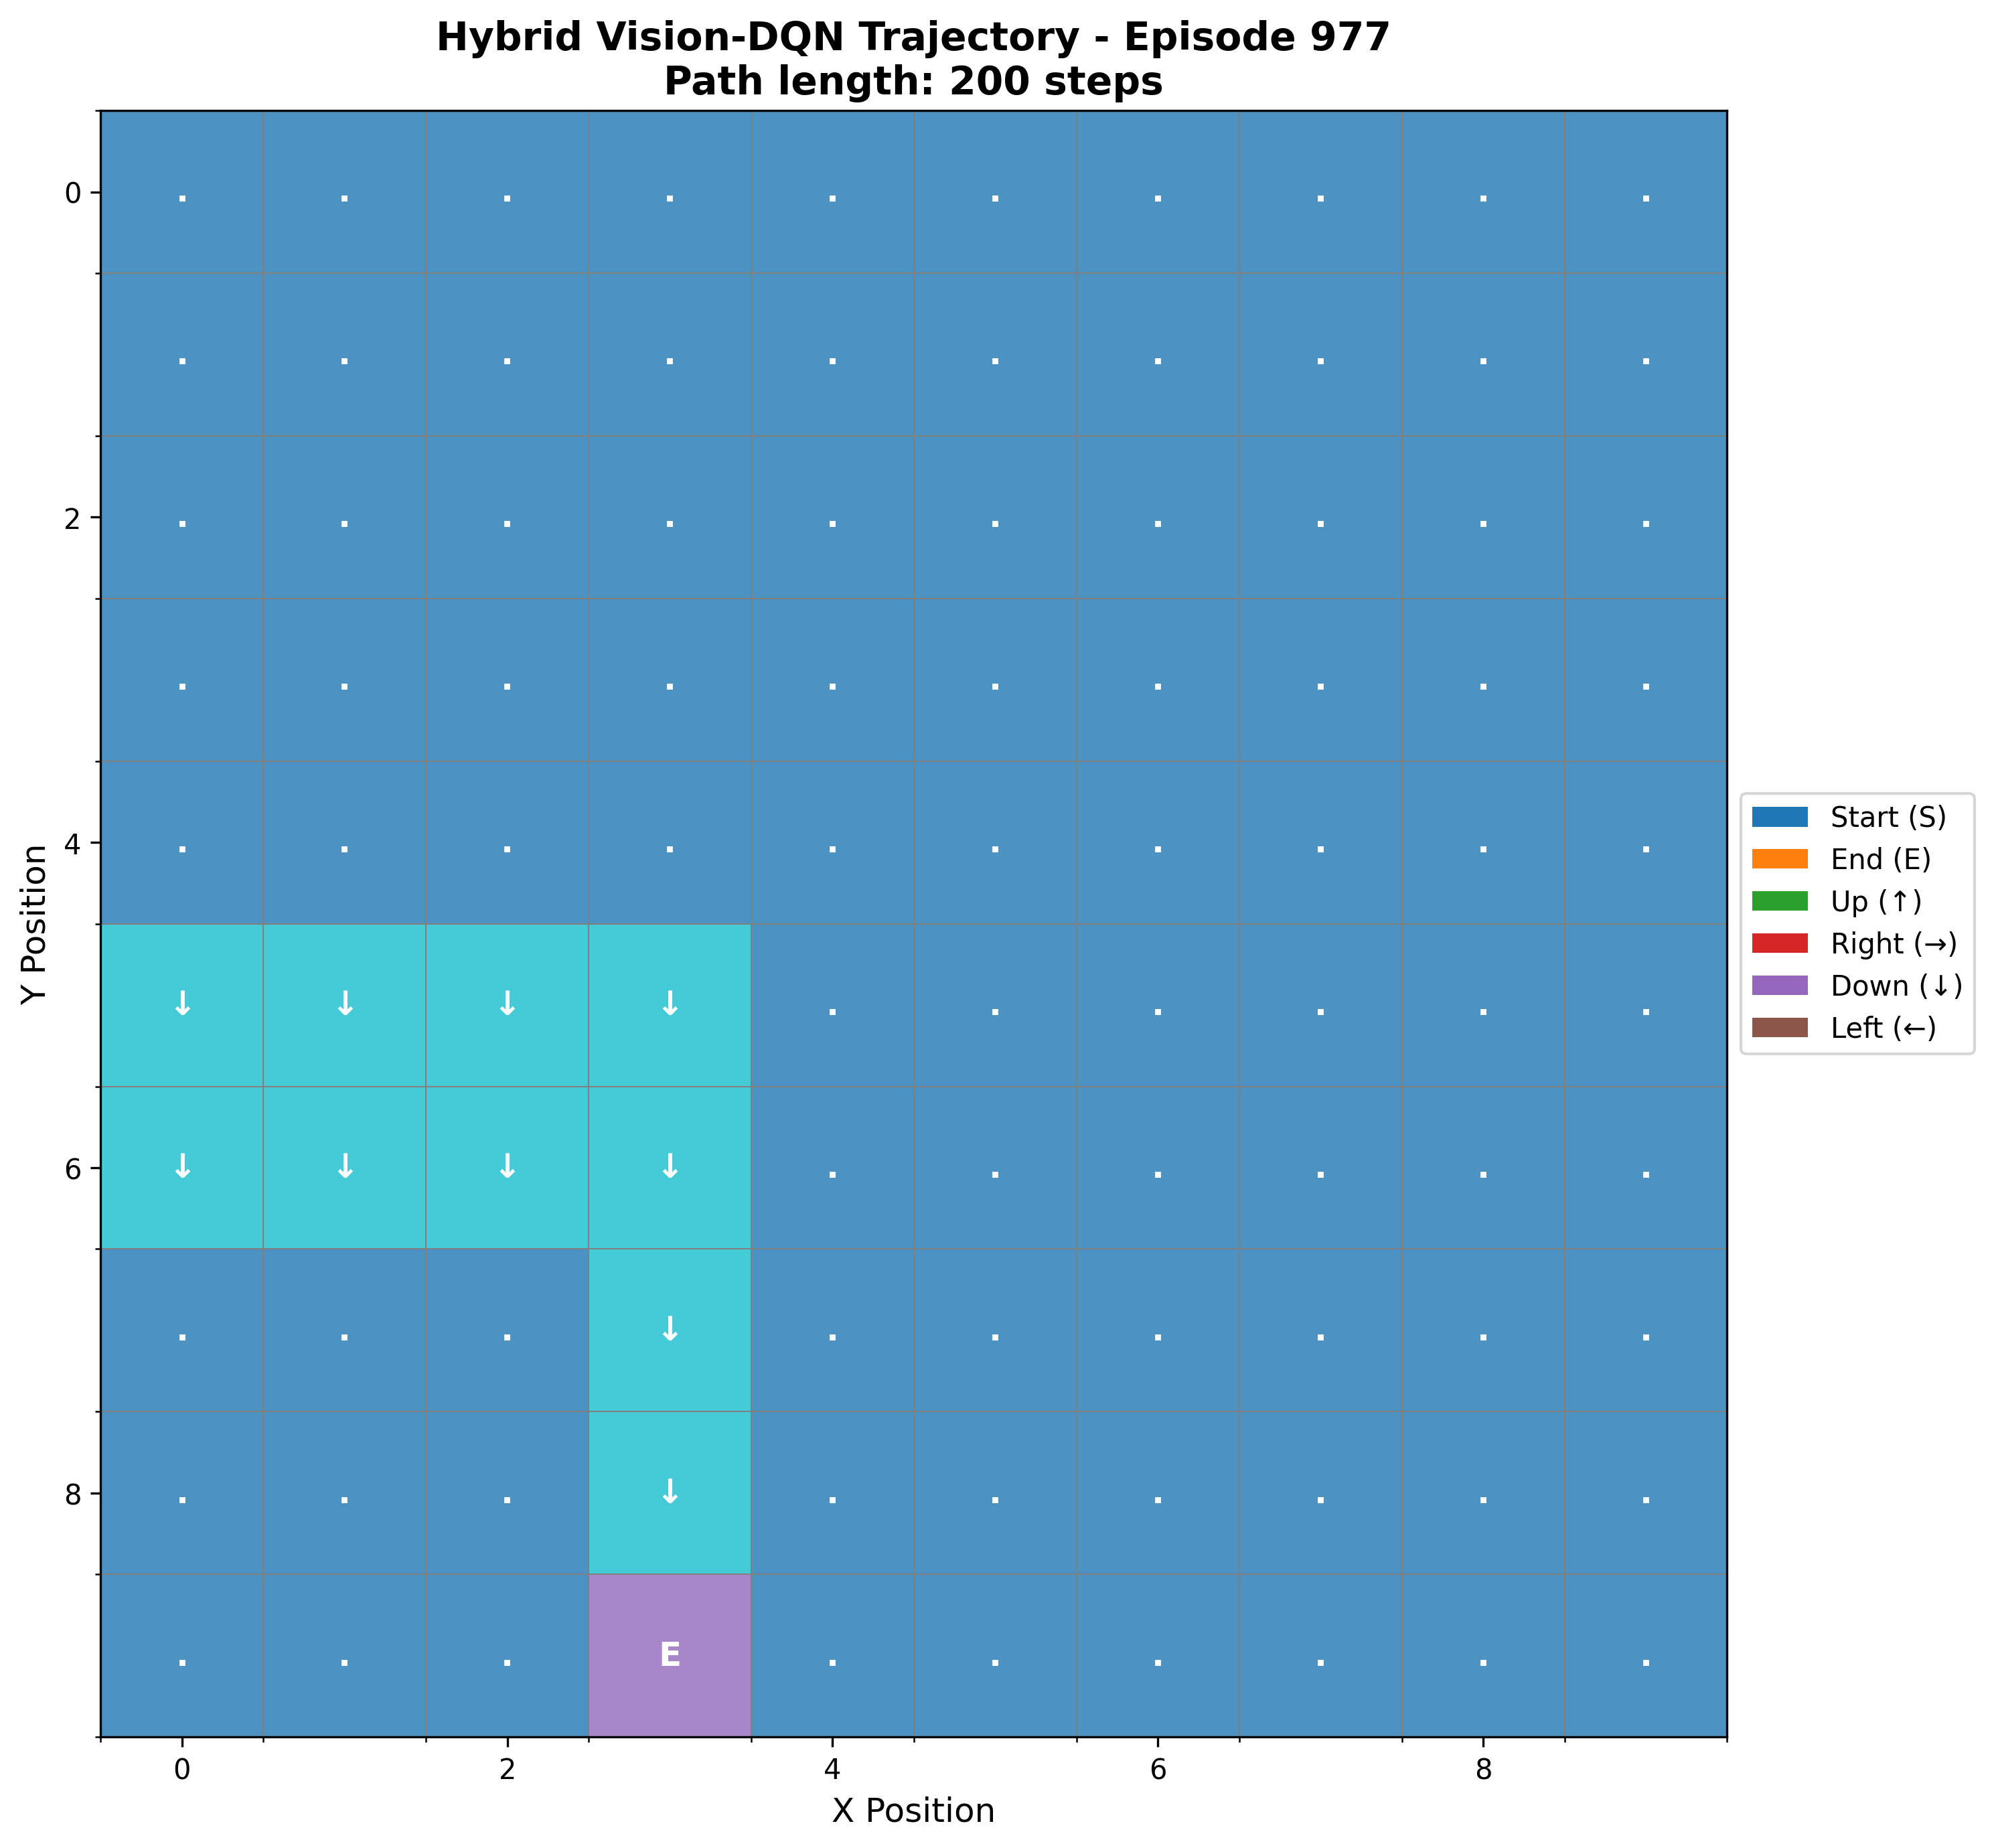 Hybrid Vision-DQN Trajectory - Episode 977
Path length: 200 steps
Y Position
0
. . . . . . . . . .
. . . . . . . . . .
2
. . . . . . . . . .
. . . . . . . . . .
4
. . . . . . . . . .
↓ ↓ ↓ ↓ . . . . . .
6
↓ ↓ ↓ ↓ . . . . . .
. . . ↓ . . . . . .
8
. . . ↓ . . . . . .
. . . E . . . . . .
0 2 4 6 8
X Position
Start (S)
End (E)
Up (↑)
Right (→)
Down (↓)
Left (←)